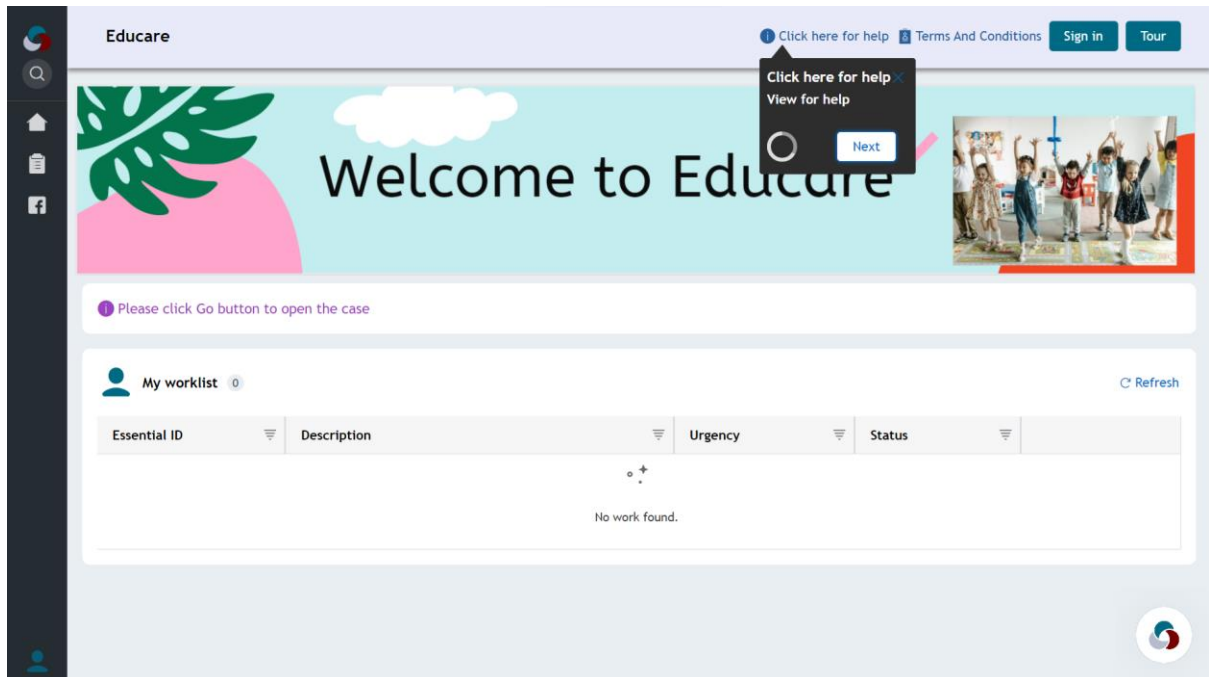 Educare
Click here for help Terms And Conditions Sign in Tour
Click here for help
View for help
Next
Welcome to Educare
Please click Go button to open the case
My worklist 0
Refresh
Essential ID Description Urgency Status
No work found.